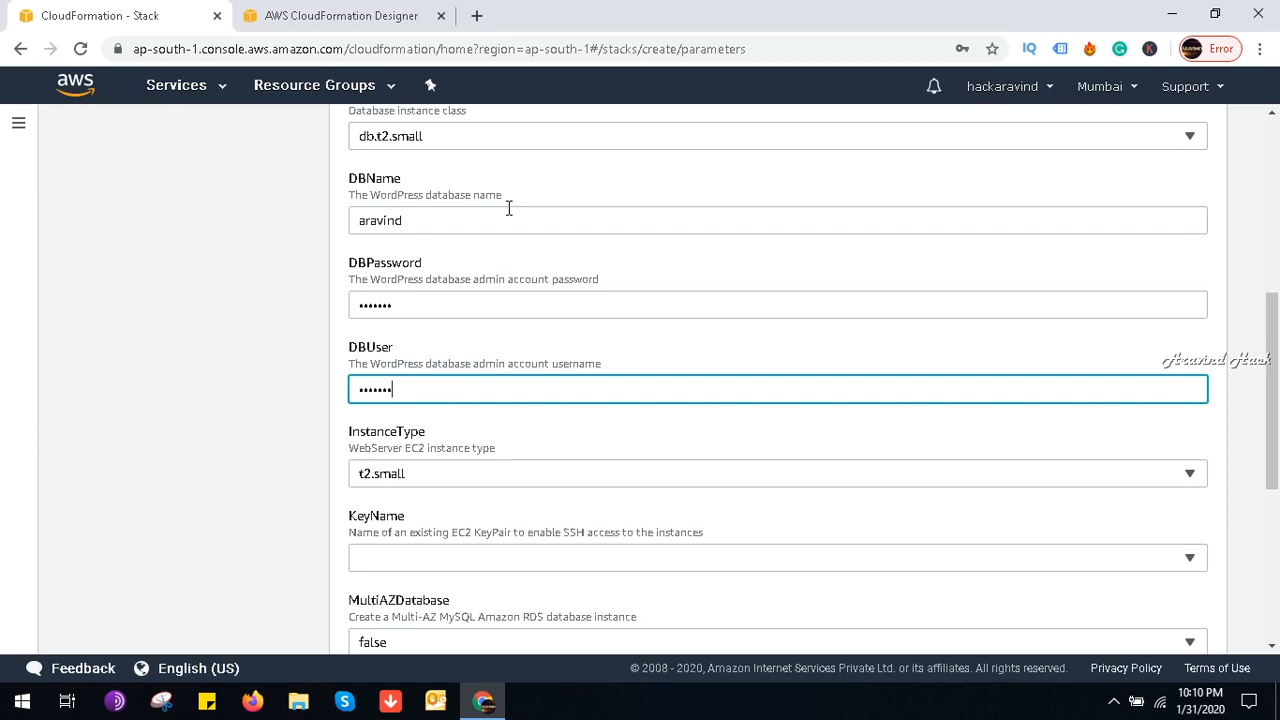 CloudFormation - Stack
AWS CloudFormation Designer
ap-south-1.console.aws.amazon.com/cloudformation/home?region=ap-south-1#/stacks/create/parameters
IQ
K
Error
aws
Services
Resource Groups
hackaravind
Mumbai
Support
Database instance class
db.t2.small
DBName
The WordPress database name
aravind
DBPassword
The WordPress database admin account password
•••••••
DBUser
The WordPress database admin account username
•••••••
Aravind Hack
InstanceType
WebServer EC2 instance type
t2.small
KeyName
Name of an existing EC2 KeyPair to enable SSH access to the instances
MultiAZDatabase
Create a Multi-AZ MySQL Amazon RDS database instance
false
Feedback
English (US)
© 2008 - 2020, Amazon Internet Services Private Ltd. or its affiliates. All rights reserved.
Privacy Policy
Terms of Use
10:10 PM
1/31/2020